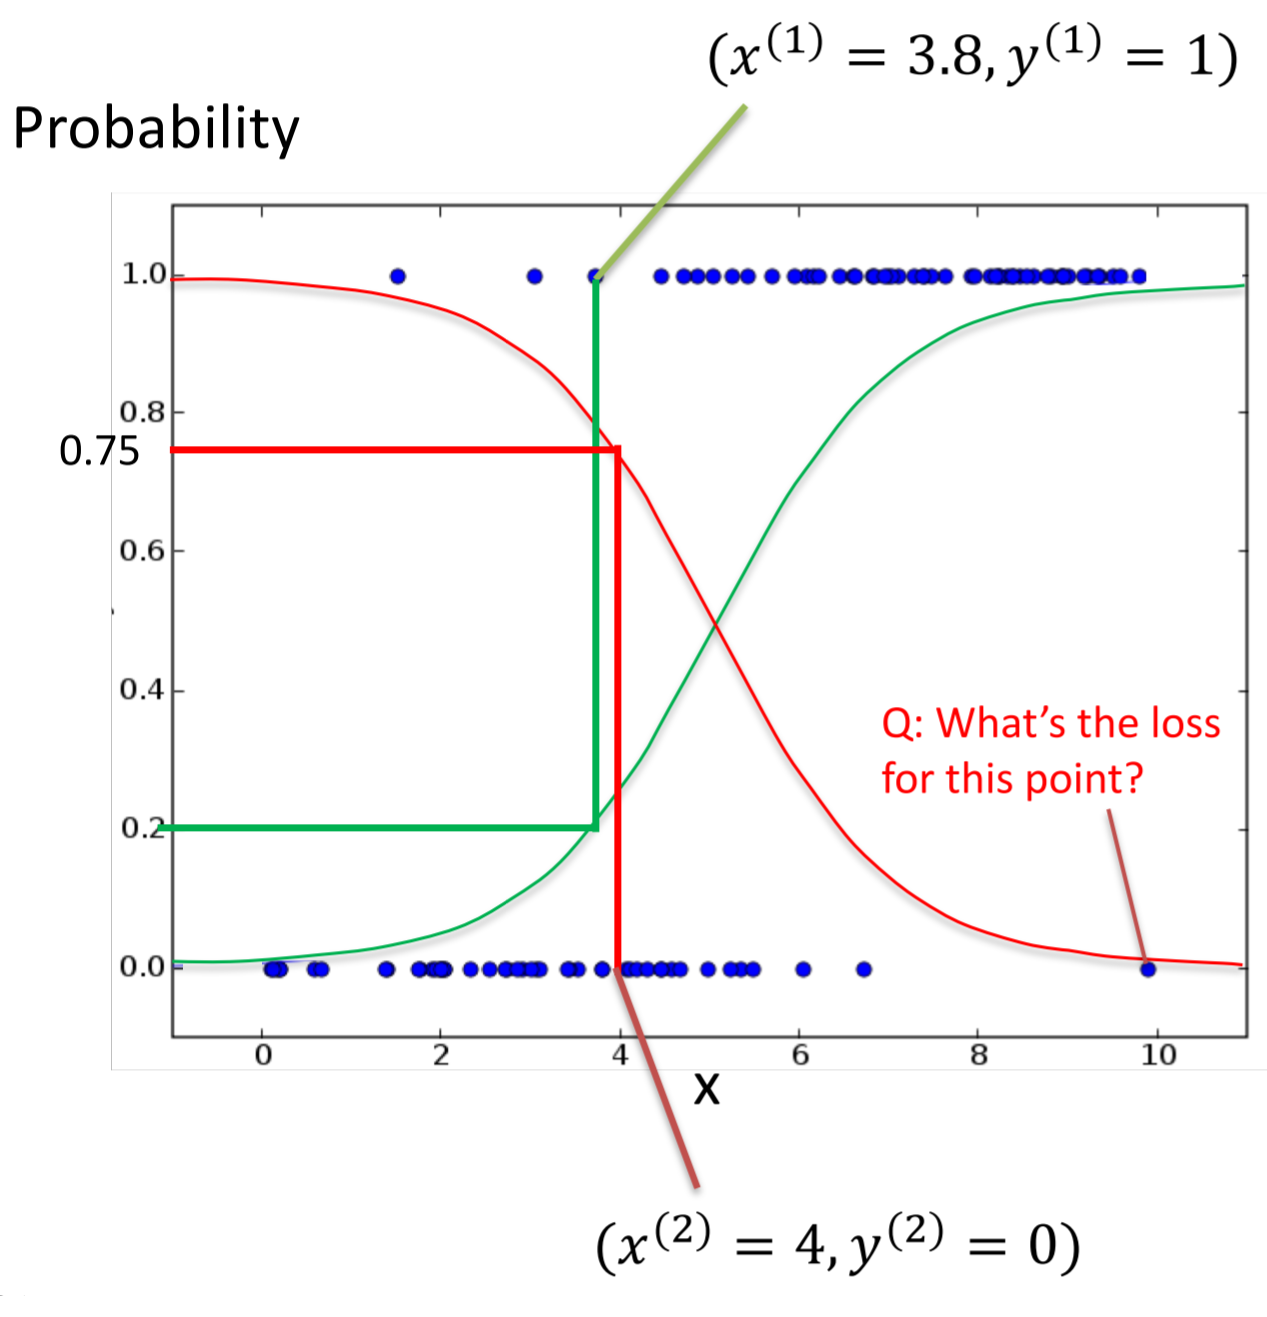 (x^(1) = 3.8, y^(1) = 1)
Probability
1.0
0.8
0.75
0.6
0.4
Q: What's the loss
for this point?
0.2
0.0
0 2 4 6 8 10
x
(x^(2) = 4, y^(2) = 0)